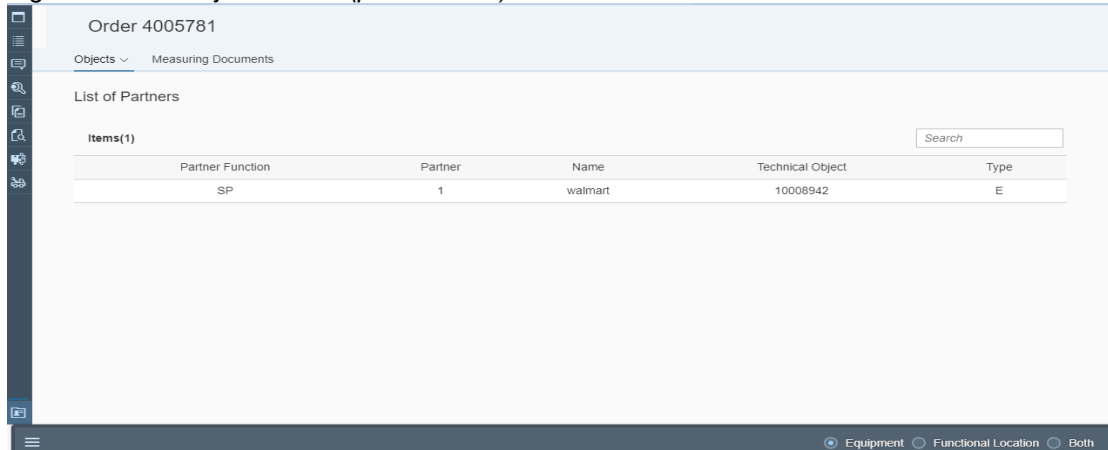 Order 4005781
Objects Measuring Documents
List of Partners
Items(1) Search
Partner Function Partner Name Technical Object Type
SP 1 walmart 10008942 E
Equipment Functional Location Both